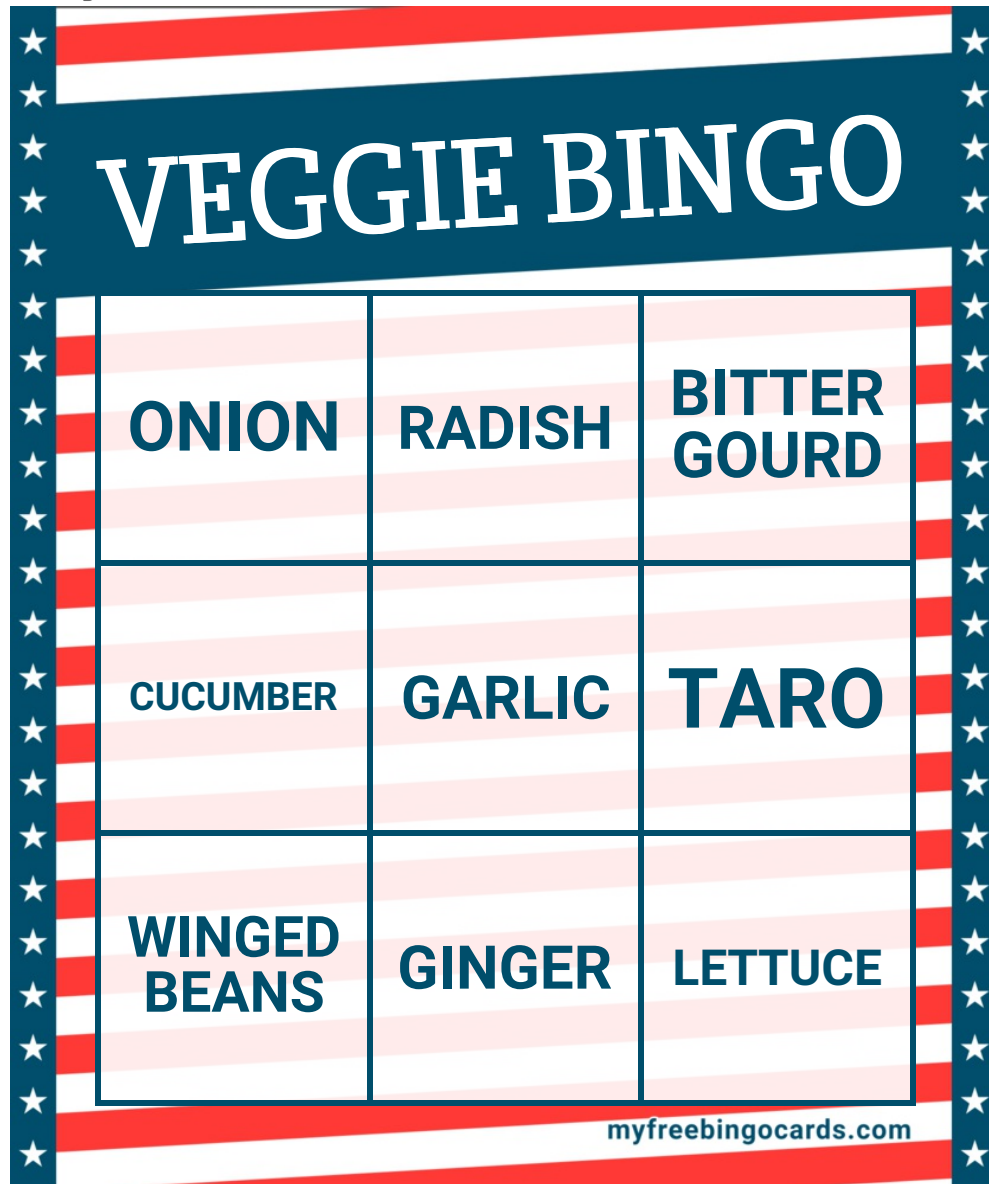 VEGGIE BINGO
ONION
RADISH
BITTER
GOURD
CUCUMBER
GARLIC
TARO
WINGED
BEANS
GINGER
LETTUCE
myfreebingocards.com